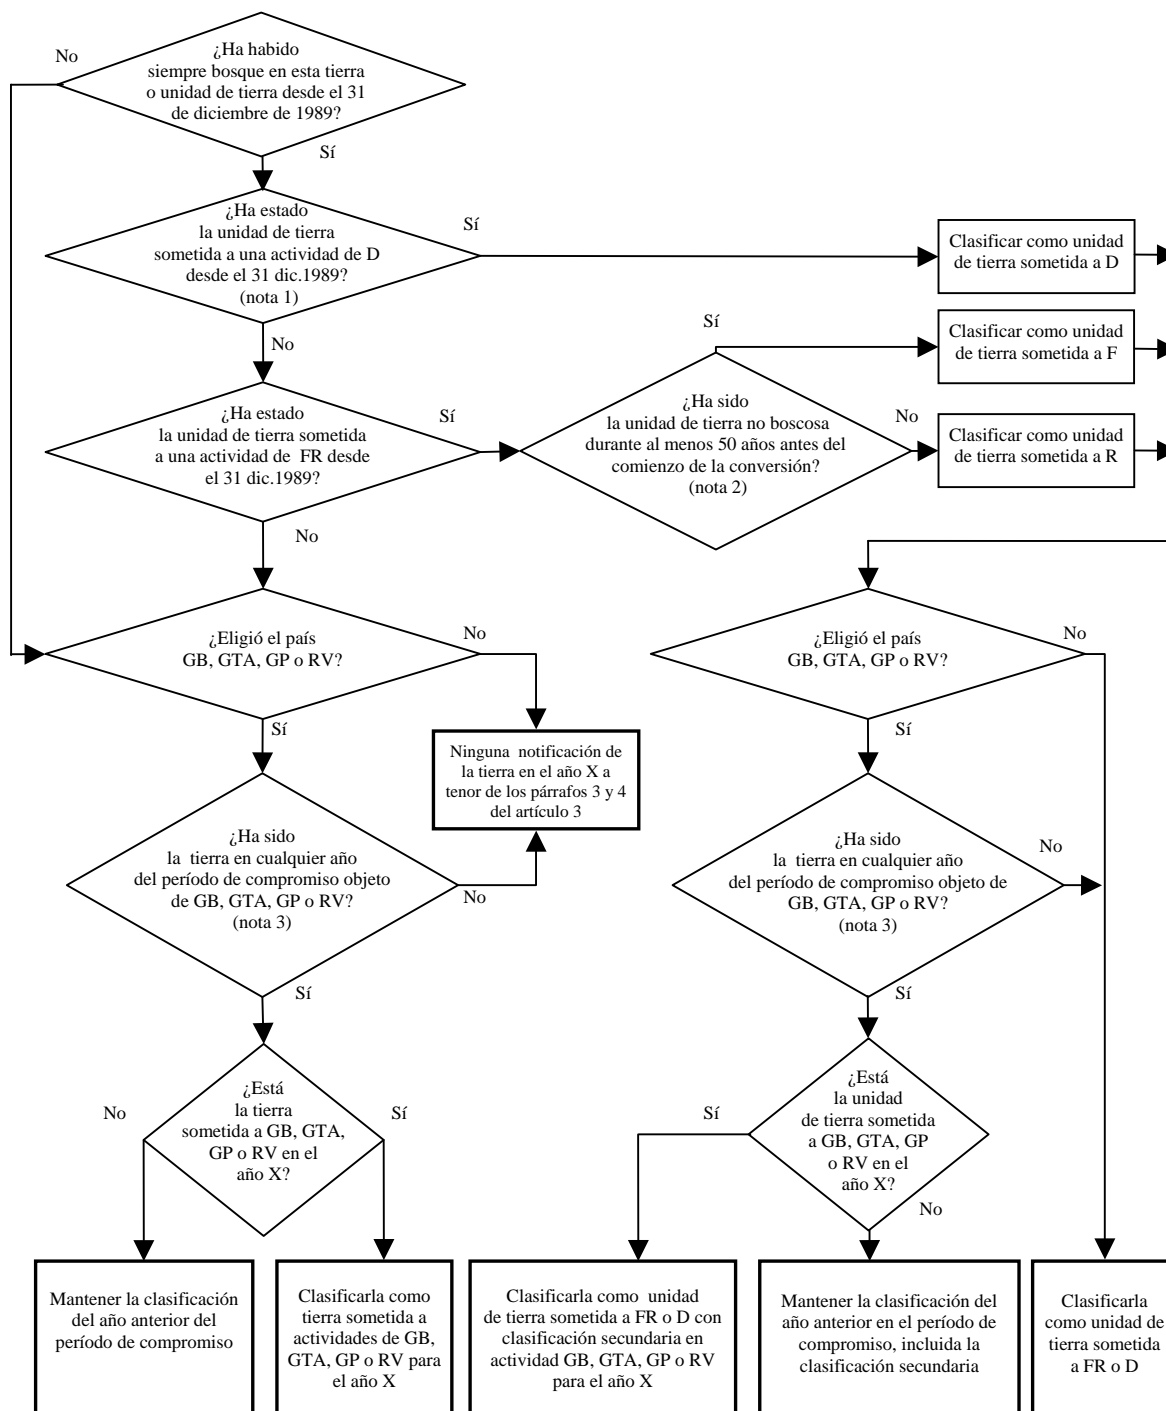 ¿Ha habido
siempre bosque en esta tierra
o unidad de tierra desde el 31
de diciembre de 1989?
No
Sí
¿Ha estado
la unidad de tierra
sometida a una actividad de D
desde el 31 dic.1989?
(nota 1)
Sí
No
Clasificar como unidad
de tierra sometida a D
¿Ha estado
la unidad de tierra sometida
a una actividad de  FR desde
el 31 dic.1989?
Sí
No
¿Ha sido
la unidad de tierra no boscosa
durante al menos 50 años antes del
comienzo de la conversión?
(nota 2)
Sí
No
Clasificar como unidad
de tierra sometida a F
Clasificar como unidad
de tierra sometida a R
¿Eligió el país
GB, GTA, GP o RV?
No
Sí
Ninguna  notificación de
la tierra en el año X a
tenor de los párrafos 3 y 4
del artículo 3
¿Ha sido
la  tierra en cualquier año
del período de compromiso objeto
de GB, GTA, GP o RV?
(nota 3)
No
Sí
¿Está
la tierra
sometida a GB, GTA,
GP o RV en el
año X?
No
Sí
Mantener la clasificación
del año anterior del
período de compromiso
Clasificarla como
tierra sometida a
actividades de GB,
GTA, GP o RV para
el año X
¿Eligió el país
GB, GTA, GP o RV?
No
Sí
¿Ha sido
la  tierra en cualquier año
del período de compromiso objeto de
GB, GTA, GP o RV?
(nota 3)
No
Sí
¿Está
la unidad
de tierra sometida
a GB, GTA, GP
o RV en el
año X?
Sí
No
Clasificarla como  unidad
de tierra sometida a FR o D con
clasificación secundaria en
actividad GB, GTA, GP o RV
para el año X
Mantener la clasificación del
año anterior en el período de
compromiso, incluida la
clasificación secundaria
Clasificarla
como unidad de
tierra sometida
a FR o D